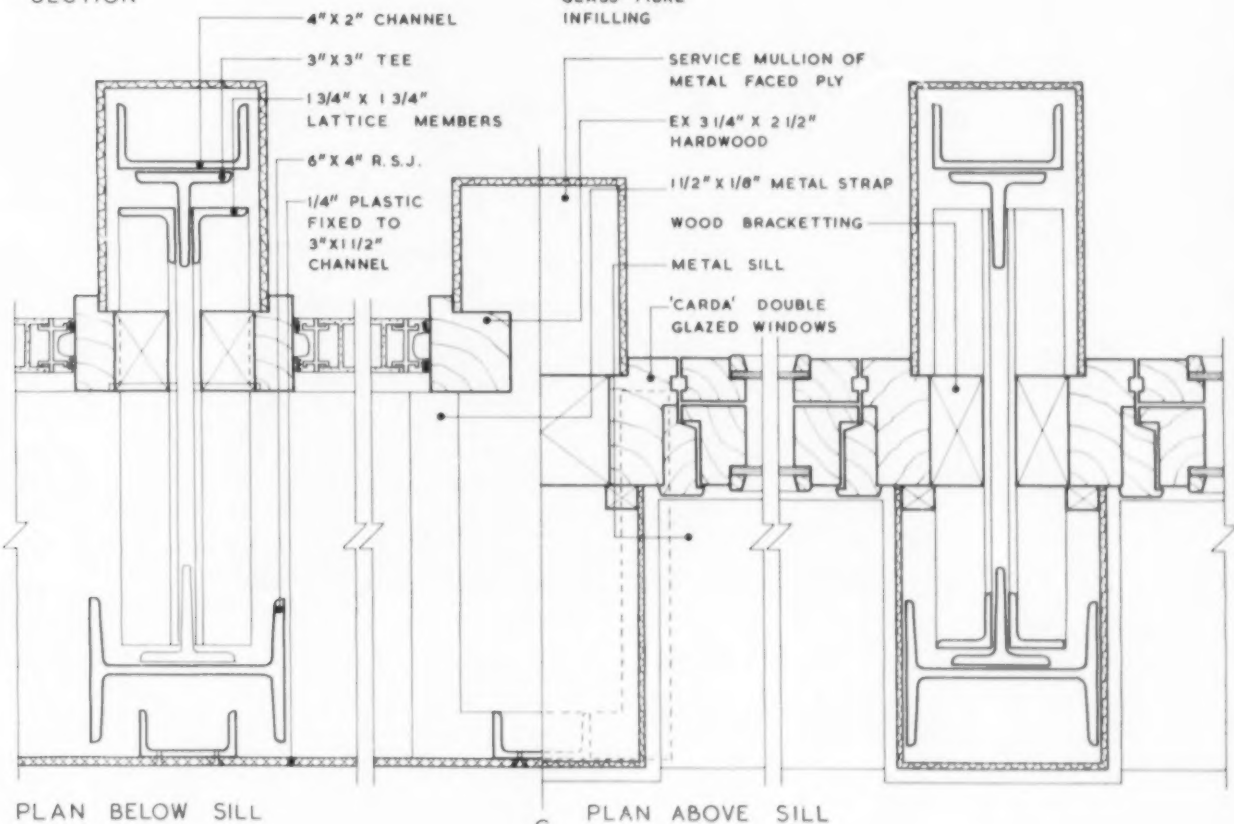 SECTION
4" X 2" CHANNEL
3" X 3" TEE
1 3/4" X 1 3/4"
LATTICE MEMBERS
6" X 4" R.S.J.
1/4" PLASTIC
FIXED TO
3" X 1 1/2"
CHANNEL
GLASS FIBRE
INFILLING
SERVICE MULLION OF
METAL FACED PLY
EX 3 1/4" X 2 1/2"
HARDWOOD
1 1/2" X 1/8" METAL STRAP
WOOD BRACKETTING
METAL SILL
'CARDA' DOUBLE
GLAZED WINDOWS
PLAN BELOW SILL
PLAN ABOVE SILL